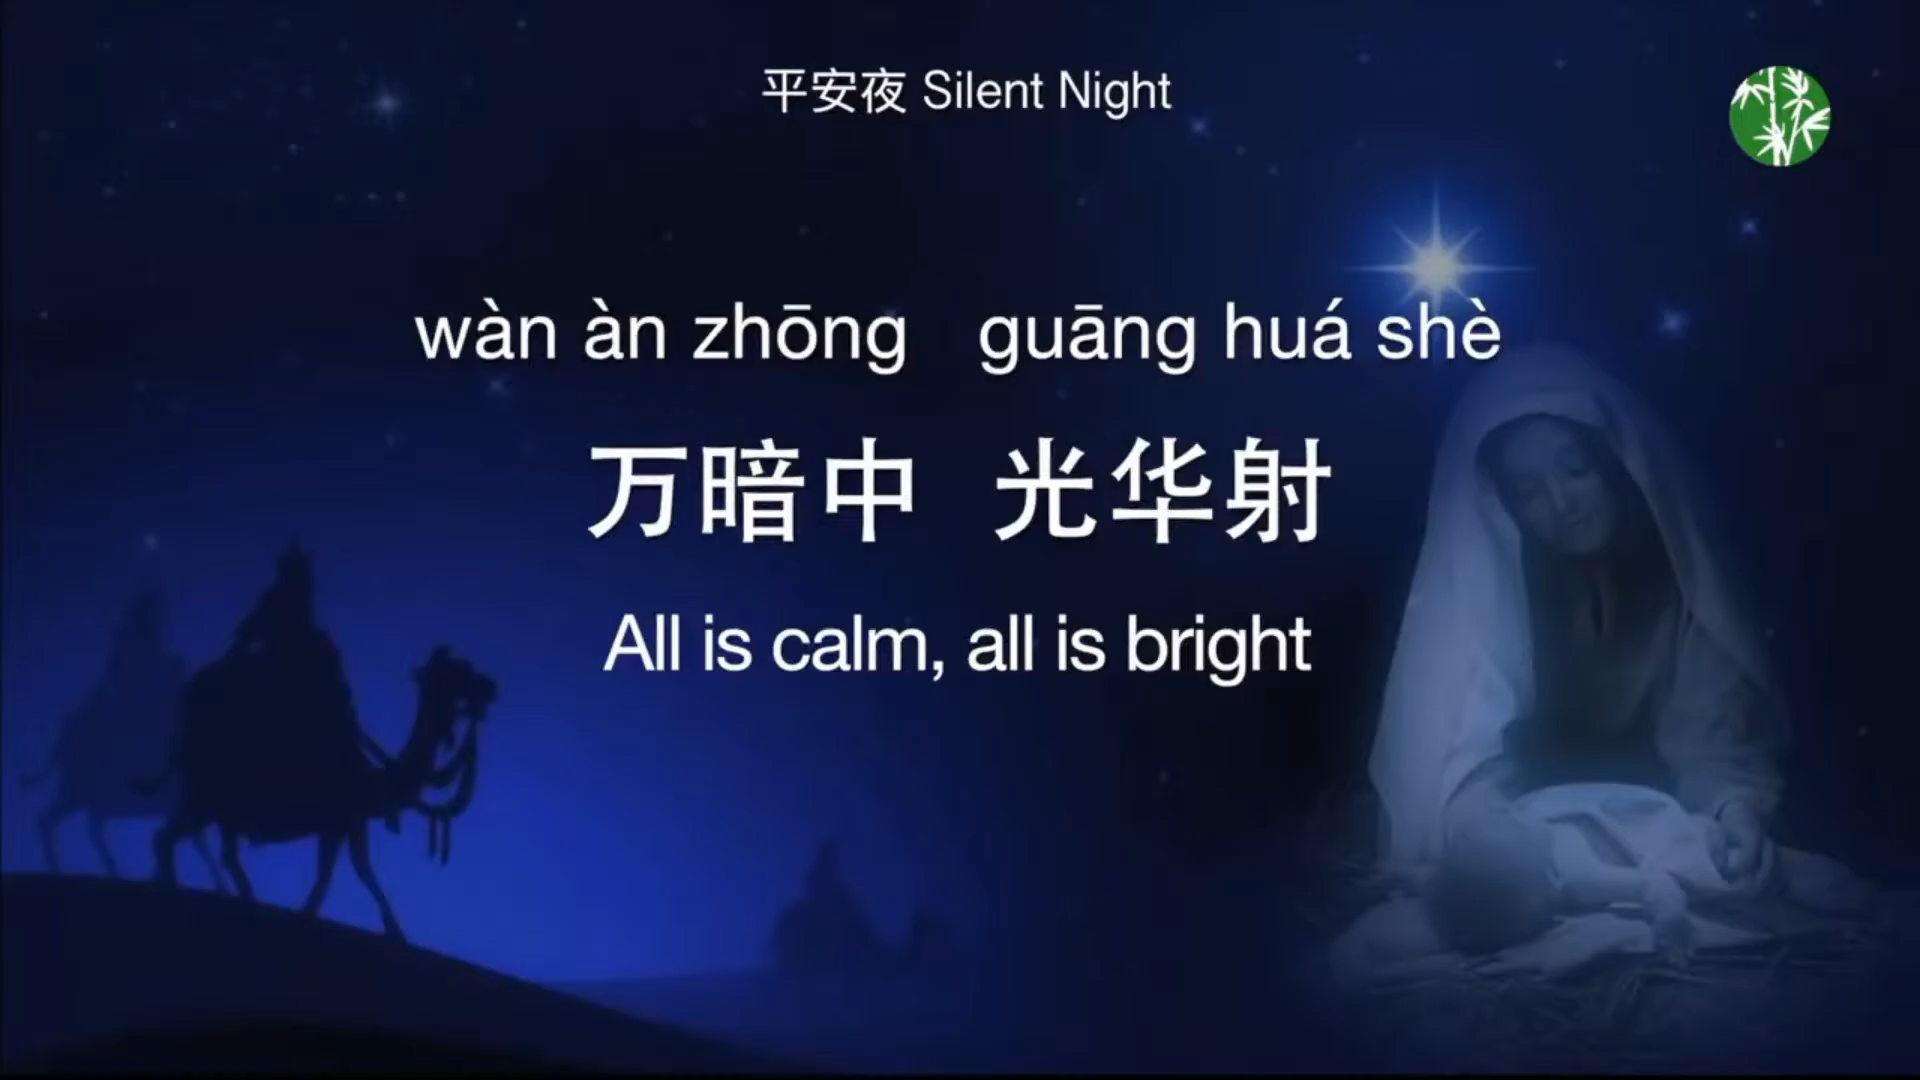 平安夜 Silent Night
wàn àn zhōng guāng huá shè
万暗中 光华射
All is calm, all is bright